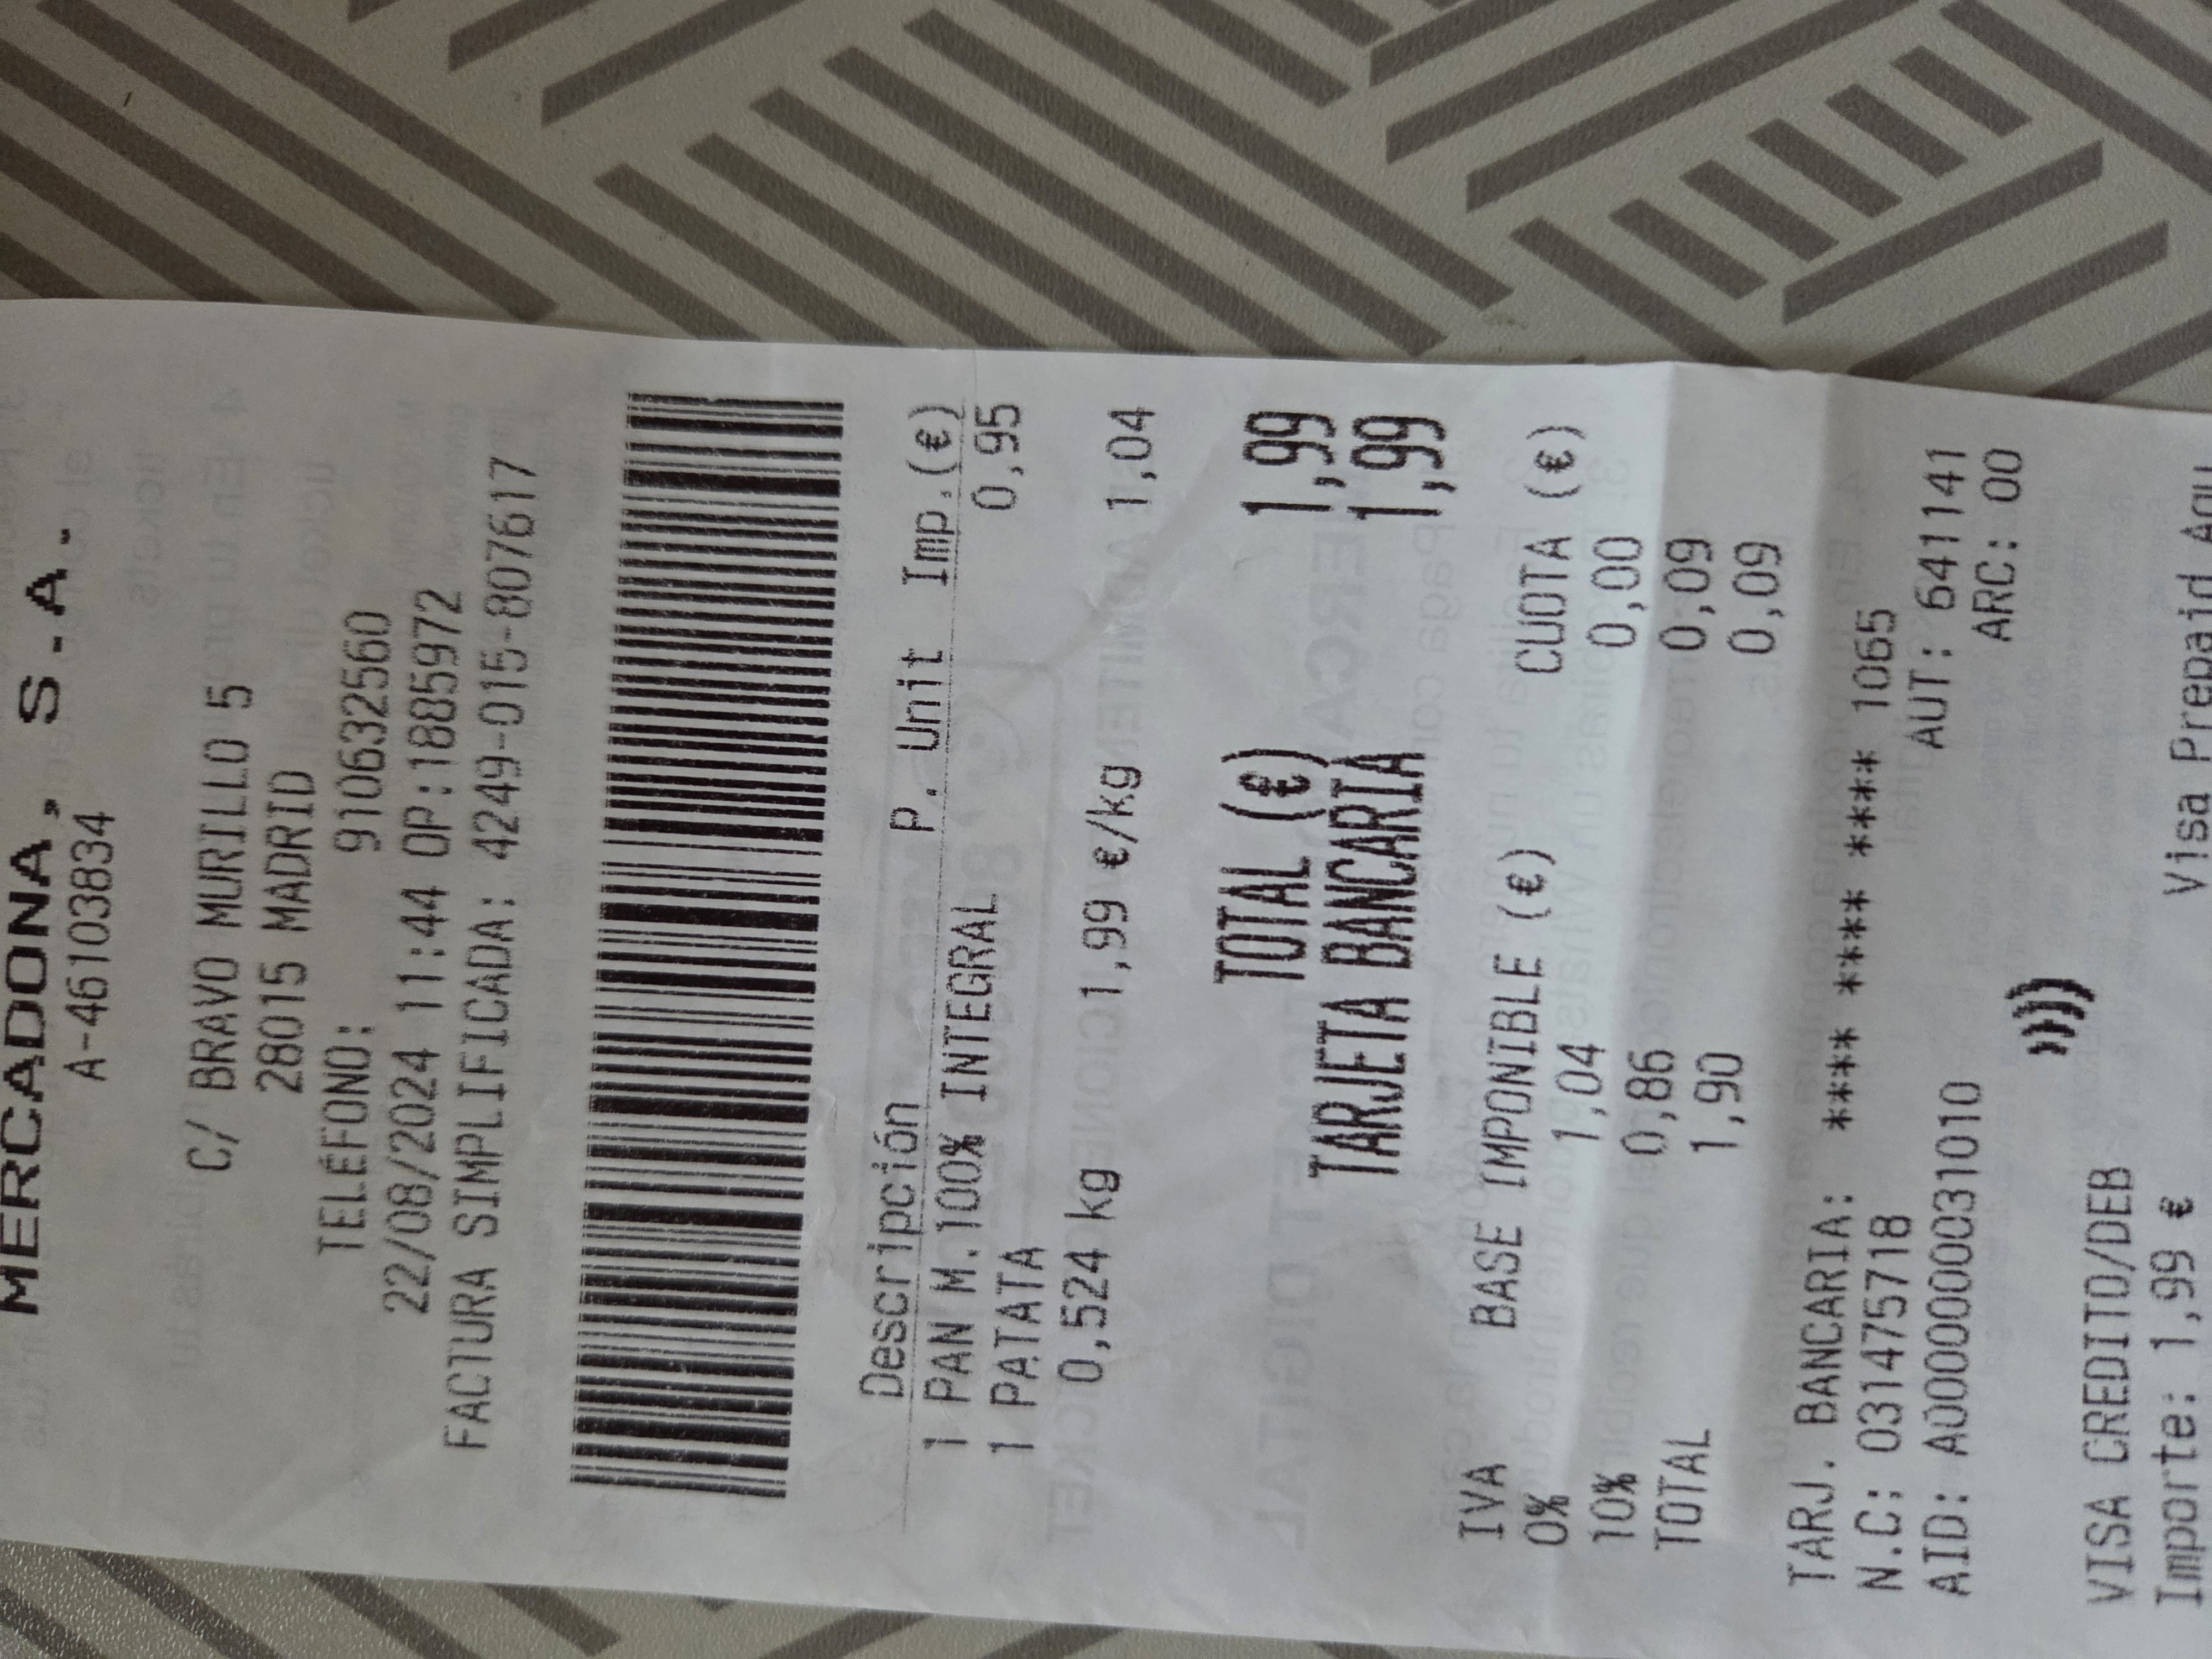 MERCADONA, S.A.
A-46103834
C/ BRAVO MURILLO 5
28015 MADRID
TELÉFONO: 910632560
22/08/2024 11:44 OP:1885972
FACTURA SIMPLIFICADA: 4249-015-807617
Descripción P. Unit Imp.(€)
1 PAN M.100% INTEGRAL 0,95
1 PATATA
0,524 kg 1,99 €/kg 1,04
TOTAL (€) 1,99
TARJETA BANCARIA 1,99
IVA BASE IMPONIBLE (€) CUOTA (€)
0% 1,04 0,00
10% 0,86 0,09
TOTAL 1,90 0,09
TARJ. BANCARIA: **** **** **** 1065
N.C: 031475718 AUT: 641141
AID: A0000000031010 ARC: 00
VISA CREDITO/DEB
Importe: 1,99 € Visa Prepaid Agu